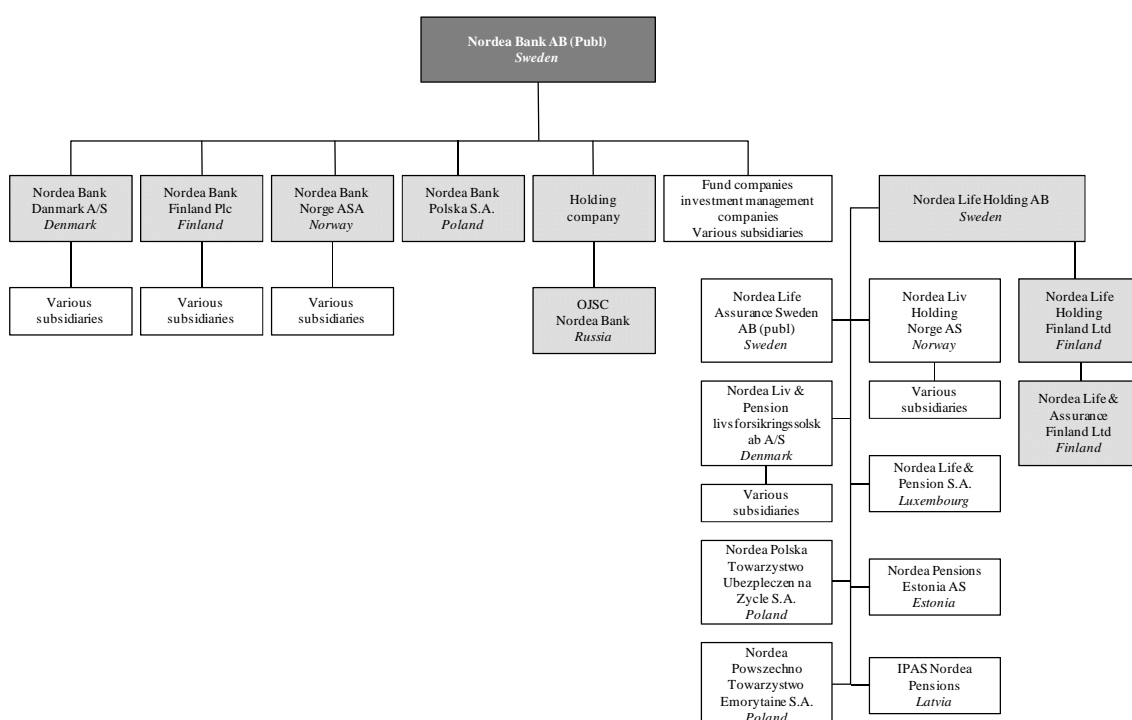 Nordea Bank AB (Publ)
Sweden
Nordea Bank
Danmark A/S
Denmark
Nordea Bank
Finland Plc
Finland
Nordea Bank
Norge ASA
Norway
Nordea Bank
Polska S.A.
Poland
Holding
company
Fund companies
investment management
companies
Various subsidiaries
Nordea Life Holding AB
Sweden
Various
subsidiaries
Various
subsidiaries
Various
subsidiaries
OJSC
Nordea Bank
Russia
Nordea Life
Assurance Sweden
AB (publ)
Sweden
Nordea Liv
Holding
Norge AS
Norway
Nordea Life
Holding
Finland Ltd
Finland
Nordea Liv &
Pension
livsforsikringssolsk
ab A/S
Denmark
Various
subsidiaries
Nordea Life &
Assurance
Finland Ltd
Finland
Various
subsidiaries
Nordea Life &
Pension S.A.
Luxembourg
Nordea Polska
Towarzystwo
Ubezpleczen na
Zycle S.A.
Poland
Nordea Pensions
Estonia AS
Estonia
Nordea
Powszechno
Towarzystwo
Emorytaine S.A.
Poland
IPAS Nordea
Pensions
Latvia